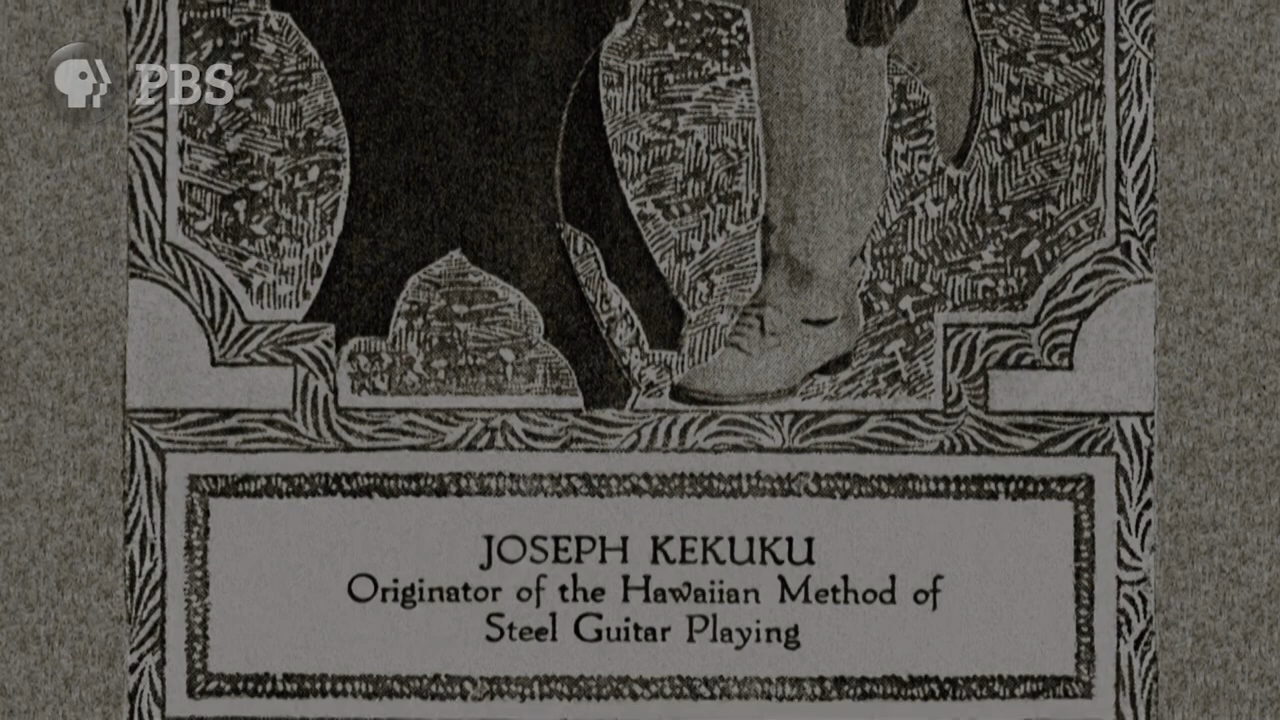 PBS
JOSEPH KEKUKU
Originator of the Hawaiian Method of
Steel Guitar Playing